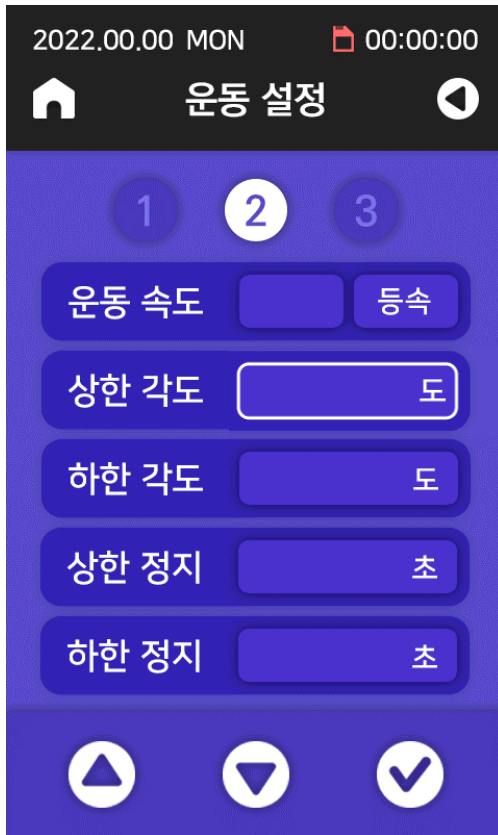 2022.00.00 MON 00:00:00
운동 설정
1 2 3
운동 속도 등속
상한 각도 도
하한 각도 도
상한 정지 초
하한 정지 초